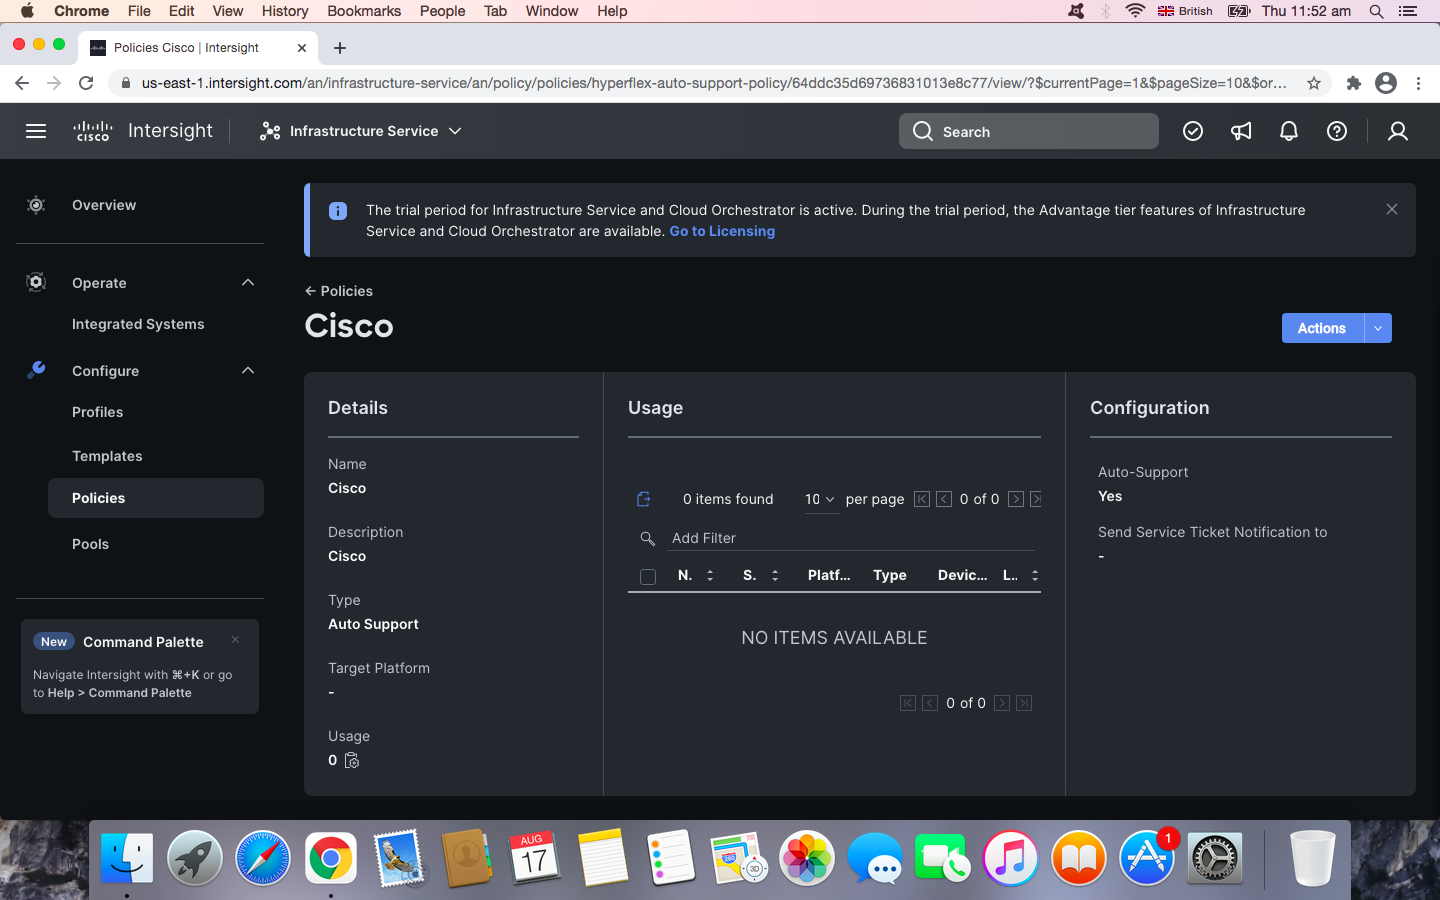 Chrome File Edit View History Bookmarks People Tab Window Help British Thu 11:52 am
Policies Cisco | Intersight
us-east-1.intersight.com/an/infrastructure-service/an/policy/policies/hyperflex-auto-support-policy/64ddc35d69736831013e8c77/view/?$currentPage=1&$pageSize=10&$or...
cisco Intersight Infrastructure Service Search
Overview
Operate
Integrated Systems
Configure
Profiles
Templates
Policies
Pools
New Command Palette
Navigate Intersight with ⌘+K or go
to Help > Command Palette
The trial period for Infrastructure Service and Cloud Orchestrator is active. During the trial period, the Advantage tier features of Infrastructure
Service and Cloud Orchestrator are available. Go to Licensing
← Policies
Cisco
Actions
Details
Name
Cisco
Description
Cisco
Type
Auto Support
Target Platform
-
Usage
0
Usage
0 items found 10 per page 0 of 0
Add Filter
N. S. Platf... Type Devic... L..
NO ITEMS AVAILABLE
0 of 0
Configuration
Auto-Support
Yes
Send Service Ticket Notification to
-
AUG
17
280
3D
1